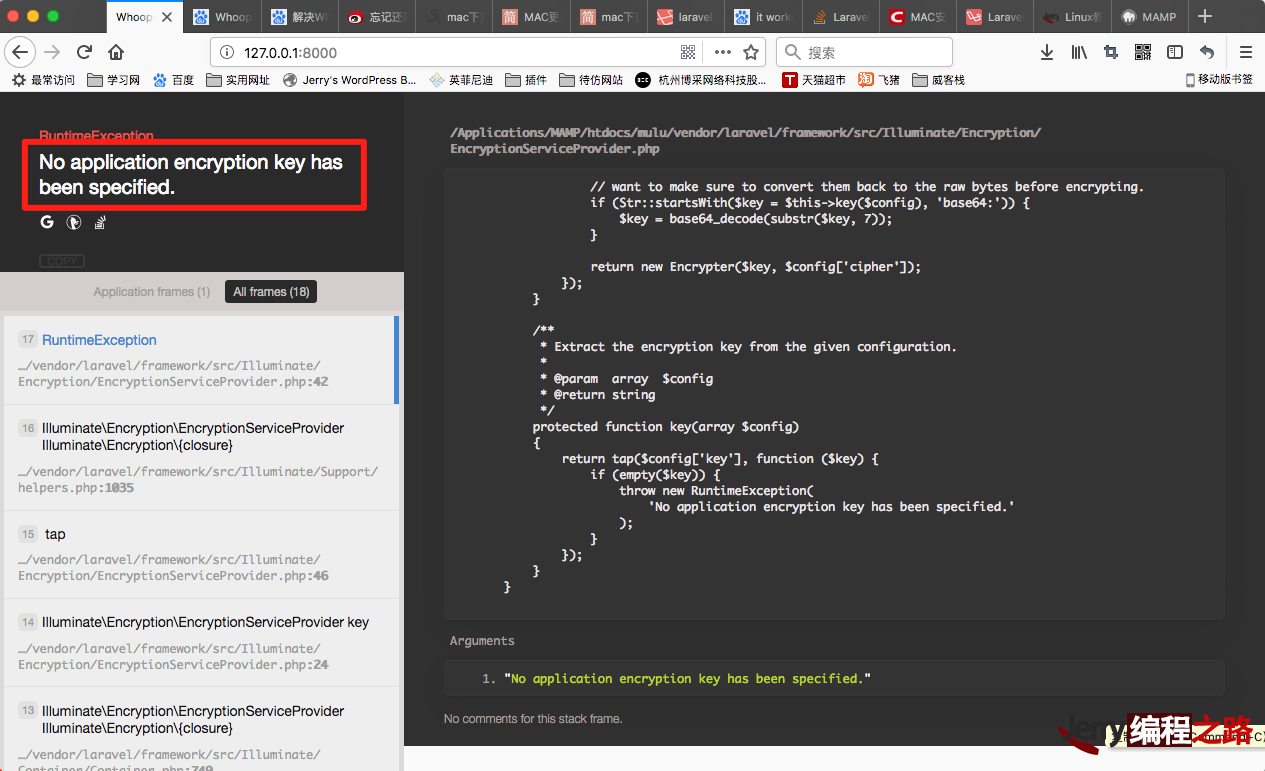 Whoop
Whoop
解决W
忘记还
mac下
MAC更
mac下
laravel
it work
Larave
MAC安
Larave
Linux教
MAMP
127.0.0.1:8000
搜索
最常访问 学习网 百度 实用网址 Jerry's WordPress B... 英菲尼迪 插件 待仿网站 杭州博采网络科技股... 天猫超市 飞猪 威客栈 移动版书签
RuntimeException
No application encryption key has
been specified.
COPY
Application frames (1) All frames (18)
17 RuntimeException
…/vendor/laravel/framework/src/Illuminate/
Encryption/EncryptionServiceProvider.php:42
16 Illuminate\Encryption\EncryptionServiceProvider
Illuminate\Encryption\{closure}
…/vendor/laravel/framework/src/Illuminate/Support/
helpers.php:1035
15 tap
…/vendor/laravel/framework/src/Illuminate/
Encryption/EncryptionServiceProvider.php:46
14 Illuminate\Encryption\EncryptionServiceProvider key
…/vendor/laravel/framework/src/Illuminate/
Encryption/EncryptionServiceProvider.php:24
13 Illuminate\Encryption\EncryptionServiceProvider
Illuminate\Encryption\{closure}
…/vendor/laravel/framework/src/Illuminate/
Container/Container.php:749
/Applications/MAMP/htdocs/mulu/vendor/laravel/framework/src/Illuminate/Encryption/
EncryptionServiceProvider.php
// want to make sure to convert them back to the raw bytes before encrypting.
if (Str::startsWith($key = $this->key($config), 'base64:')) {
$key = base64_decode(substr($key, 7));
}
return new Encrypter($key, $config['cipher']);
});
}
/**
* Extract the encryption key from the given configuration.
*
* @param  array  $config
* @return string
*/
protected function key(array $config)
{
return tap($config['key'], function ($key) {
if (empty($key)) {
throw new RuntimeException(
'No application encryption key has been specified.'
);
}
});
}
}
Arguments
1. "No application encryption key has been specified."
No comments for this stack frame.
Jerry编程之路